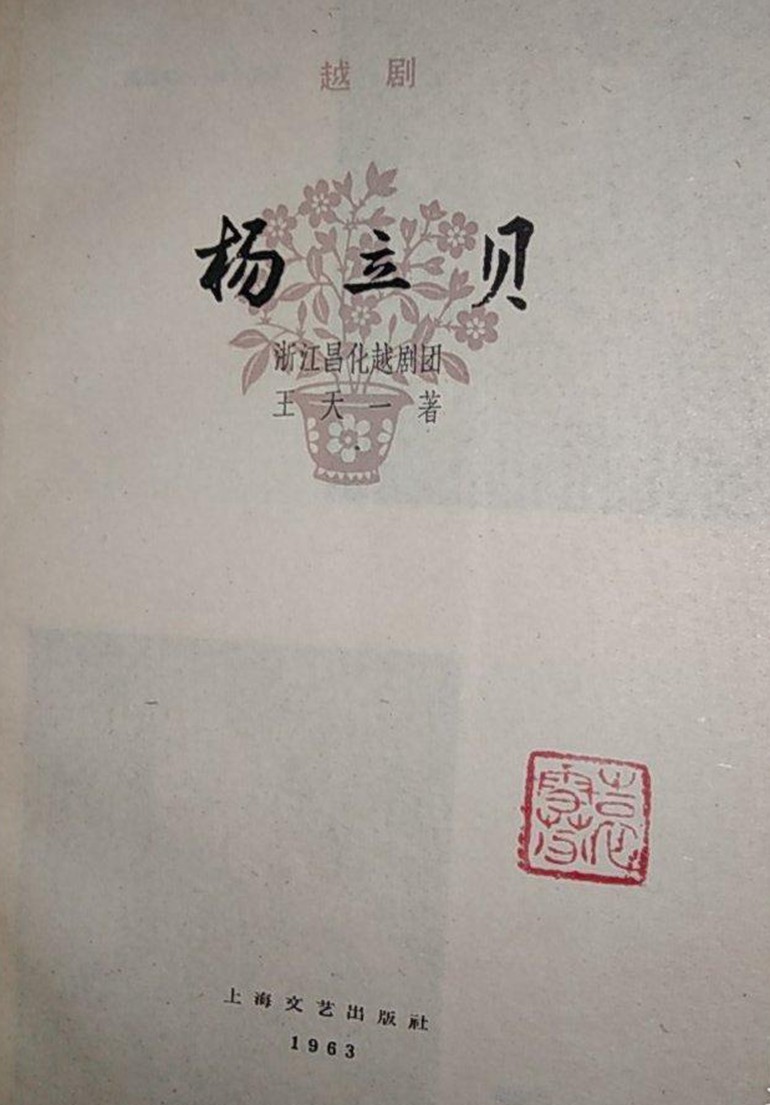 越剧
杨立贝
浙江昌化越剧团
王天一著
上海文艺出版社
1963